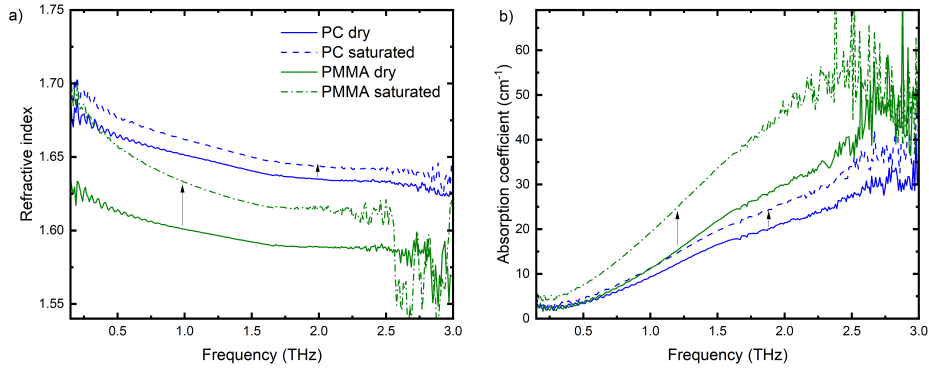 a)
Refractive index
1.75
1.70
1.65
1.60
1.55
0.5 1.0 1.5 2.0 2.5 3.0
Frequency (THz)
PC dry
PC saturated
PMMA dry
PMMA saturated
b)
Absorption coefficient (cm⁻¹)
60
50
40
30
20
10
0
0.5 1.0 1.5 2.0 2.5 3.0
Frequency (THz)